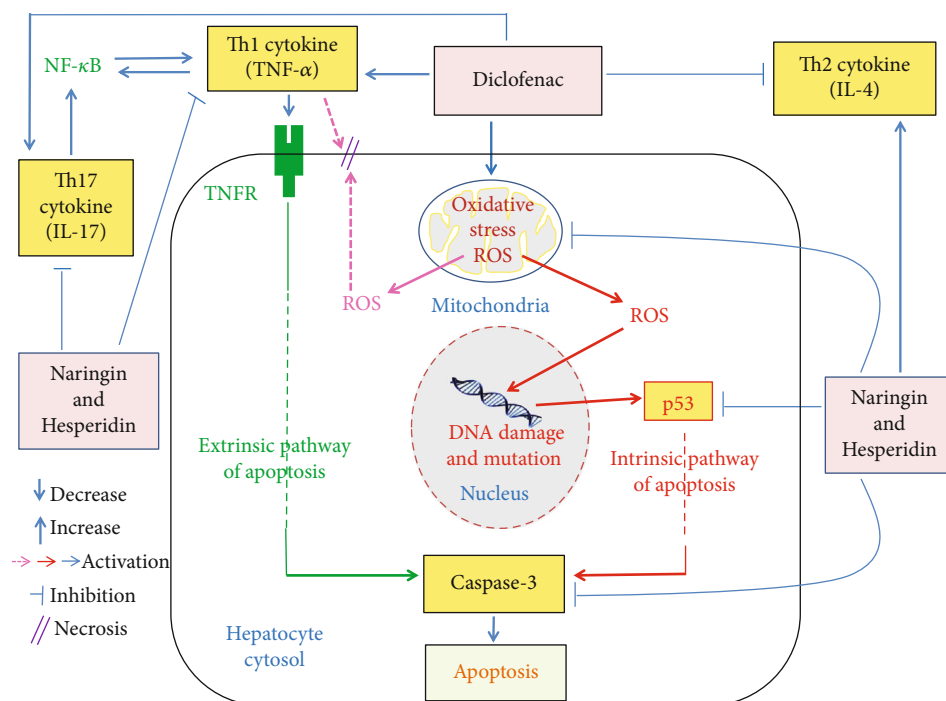 Th1 cytokine
(TNF-α)
NF-κB
Diclofenac
Th2 cytokine
(IL-4)
Th17
cytokine
(IL-17)
TNFR
Oxidative
stress
ROS
Mitochondria
ROS
ROS
Naringin
and
Hesperidin
p53
Naringin
and
Hesperidin
DNA damage
and mutation
Nucleus
Extrinsic pathway
of apoptosis
Intrinsic pathway
of apoptosis
Decrease
Increase
Activation
Inhibition
Necrosis
Caspase-3
Hepatocyte
cytosol
Apoptosis